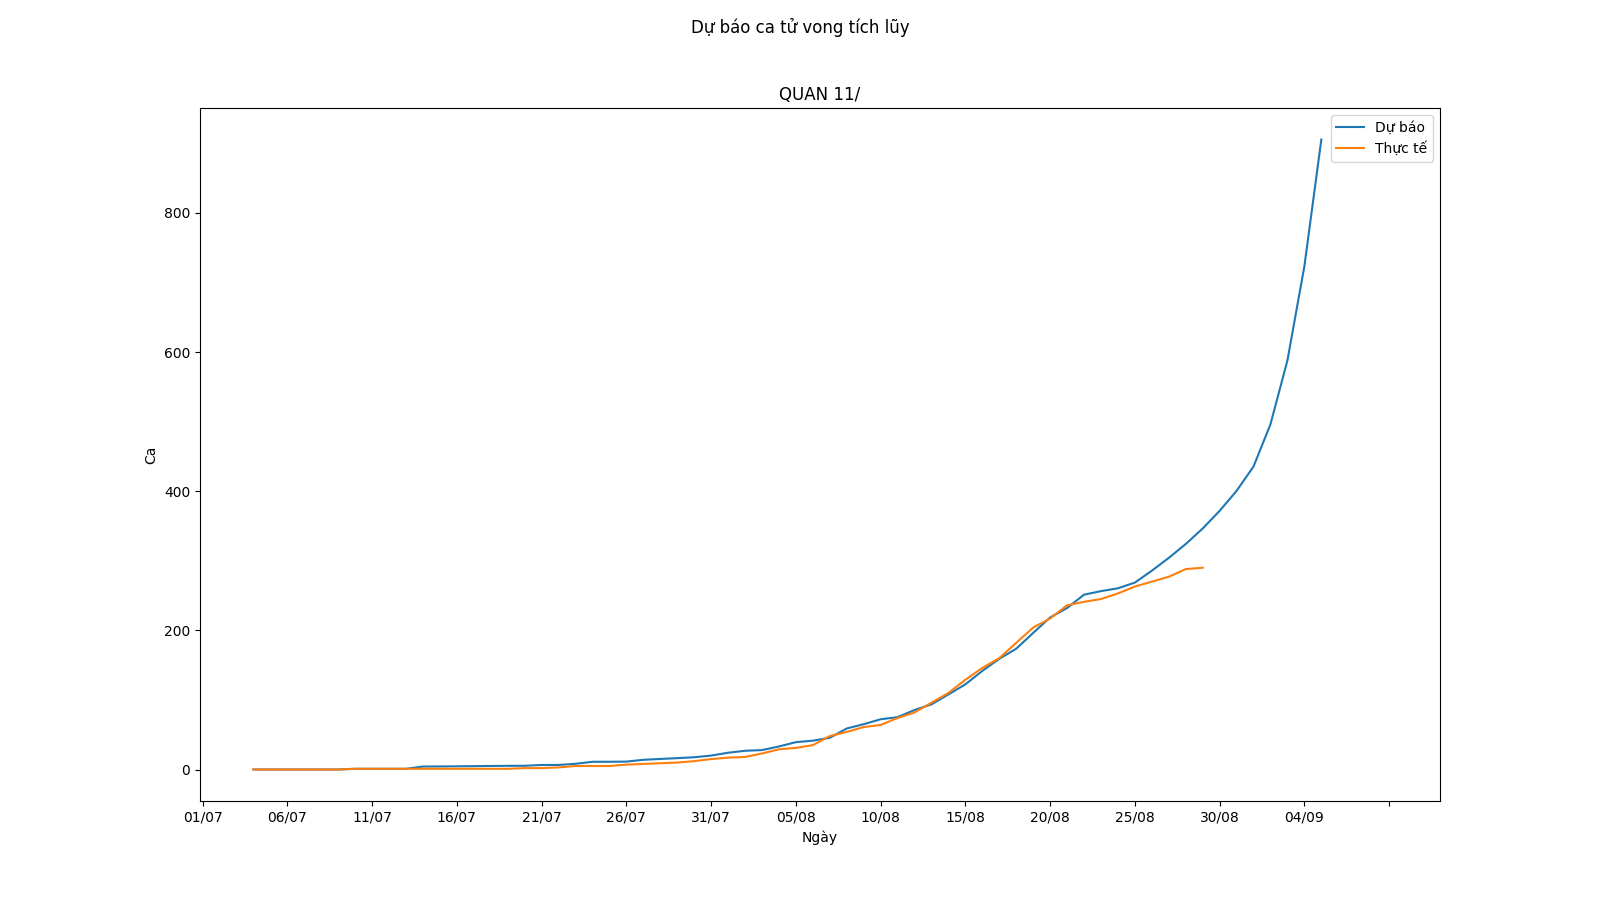 Dự báo ca tử vong tích lũy
QUAN 11/
Dự báo
Thực tế
800
600
400
200
0
Ca
01/07 06/07 11/07 16/07 21/07 26/07 31/07 05/08 10/08 15/08 20/08 25/08 30/08 04/09
Ngày